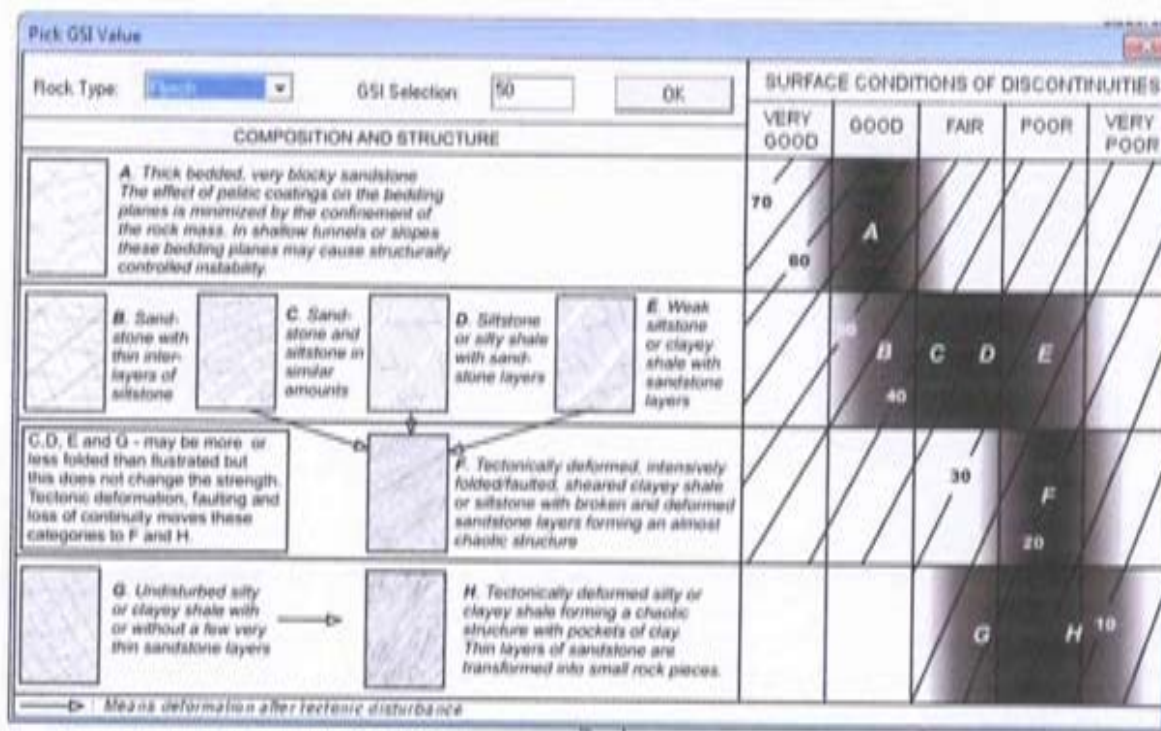 Pick GSI Value
Rock Type:
Flysch
GSI Selection
50
OK
COMPOSITION AND STRUCTURE
SURFACE CONDITIONS OF DISCONTINUITIES
VERY GOOD
GOOD
FAIR
POOR
VERY POOR
A. Thick bedded, very blocky sandstone
The effect of pelitic coatings on the bedding
planes is minimized by the confinement of
the rock mass. In shallow tunnels or slopes
these bedding planes may cause structurally
controlled instability.
70
60
A
B. Sand-
stone with
thin inter-
layers of
siltstone
C. Sand-
stone and
siltstone in
similar
amounts
D. Siltstone
or silty shale
with sand-
stone layers
E. Weak
siltstone
or clayey
shale with
sandstone
layers
50
B
C
D
E
40
C,D, E and G - may be more or
less folded than illustrated but
this does not change the strength.
Tectonic deformation, faulting and
loss of continuity moves these
categories to F and H.
F. Tectonically deformed, intensively
folded/faulted, sheared clayey shale
or siltstone with broken and deformed
sandstone layers forming an almost
chaotic structure
30
F
20
G. Undisturbed silty
or clayey shale with
or without a few very
thin sandstone layers
H. Tectonically deformed silty or
clayey shale forming a chaotic
structure with pockets of clay.
Thin layers of sandstone are
transformed into small rock pieces.
G
H
10
Means deformation after tectonic disturbance